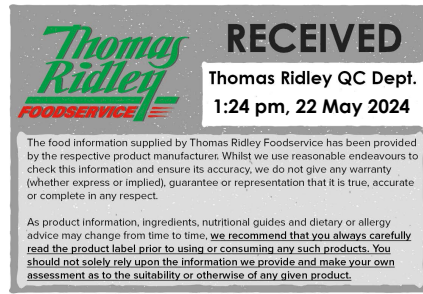 Thomas
Ridley
FOODSERVICE
RECEIVED
Thomas Ridley QC Dept.
1:24 pm, 22 May 2024
The food information supplied by Thomas Ridley Foodservice has been provided
by the respective product manufacturer. Whilst we use reasonable endeavours to
check this information and ensure its accuracy, we do not give any warranty
(whether express or implied), guarantee or representation that it is true, accurate
or complete in any respect.
As product information, ingredients, nutritional guides and dietary or allergy
advice may change from time to time, we recommend that you always carefully
read the product label prior to using or consuming any such products. You
should not solely rely upon the information we provide and make your own
assessment as to the suitability or otherwise of any given product.